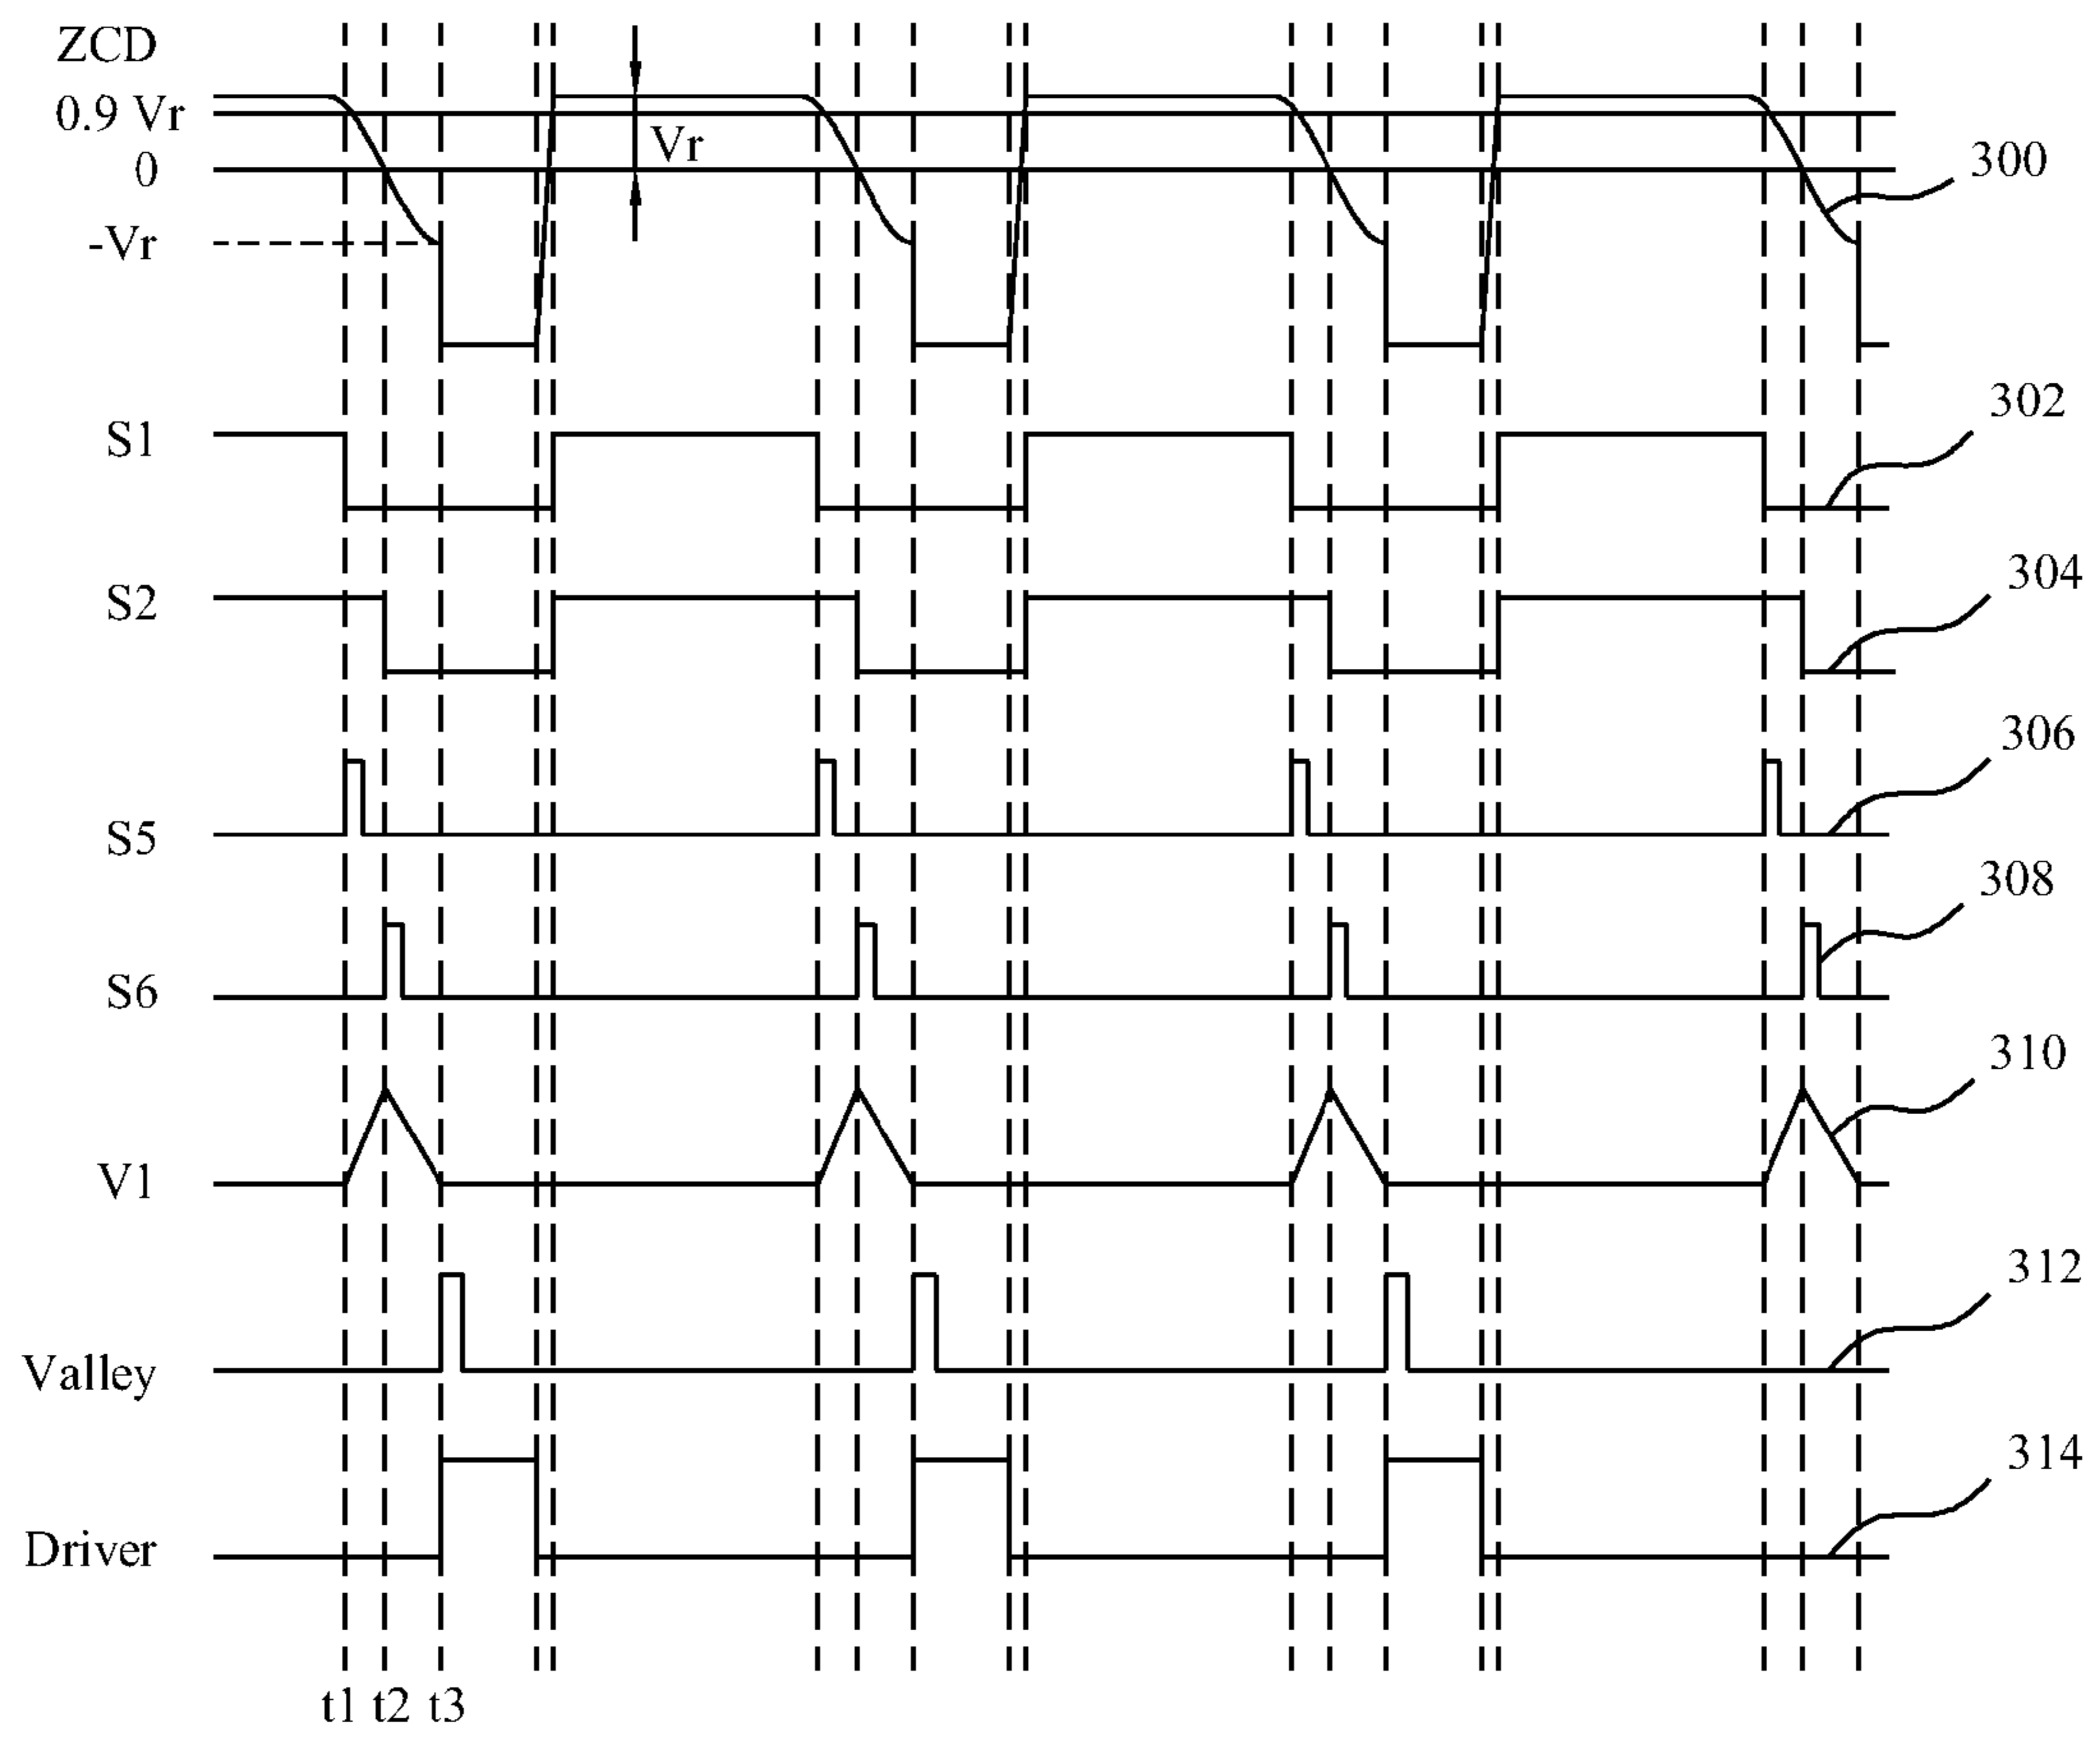 ZCD
0.9 Vr
Vr
0
300
-Vr
302
S1
304
S2
306
S5
308
S6
310
V1
312
Valley
314
Driver
t1 t2 t3